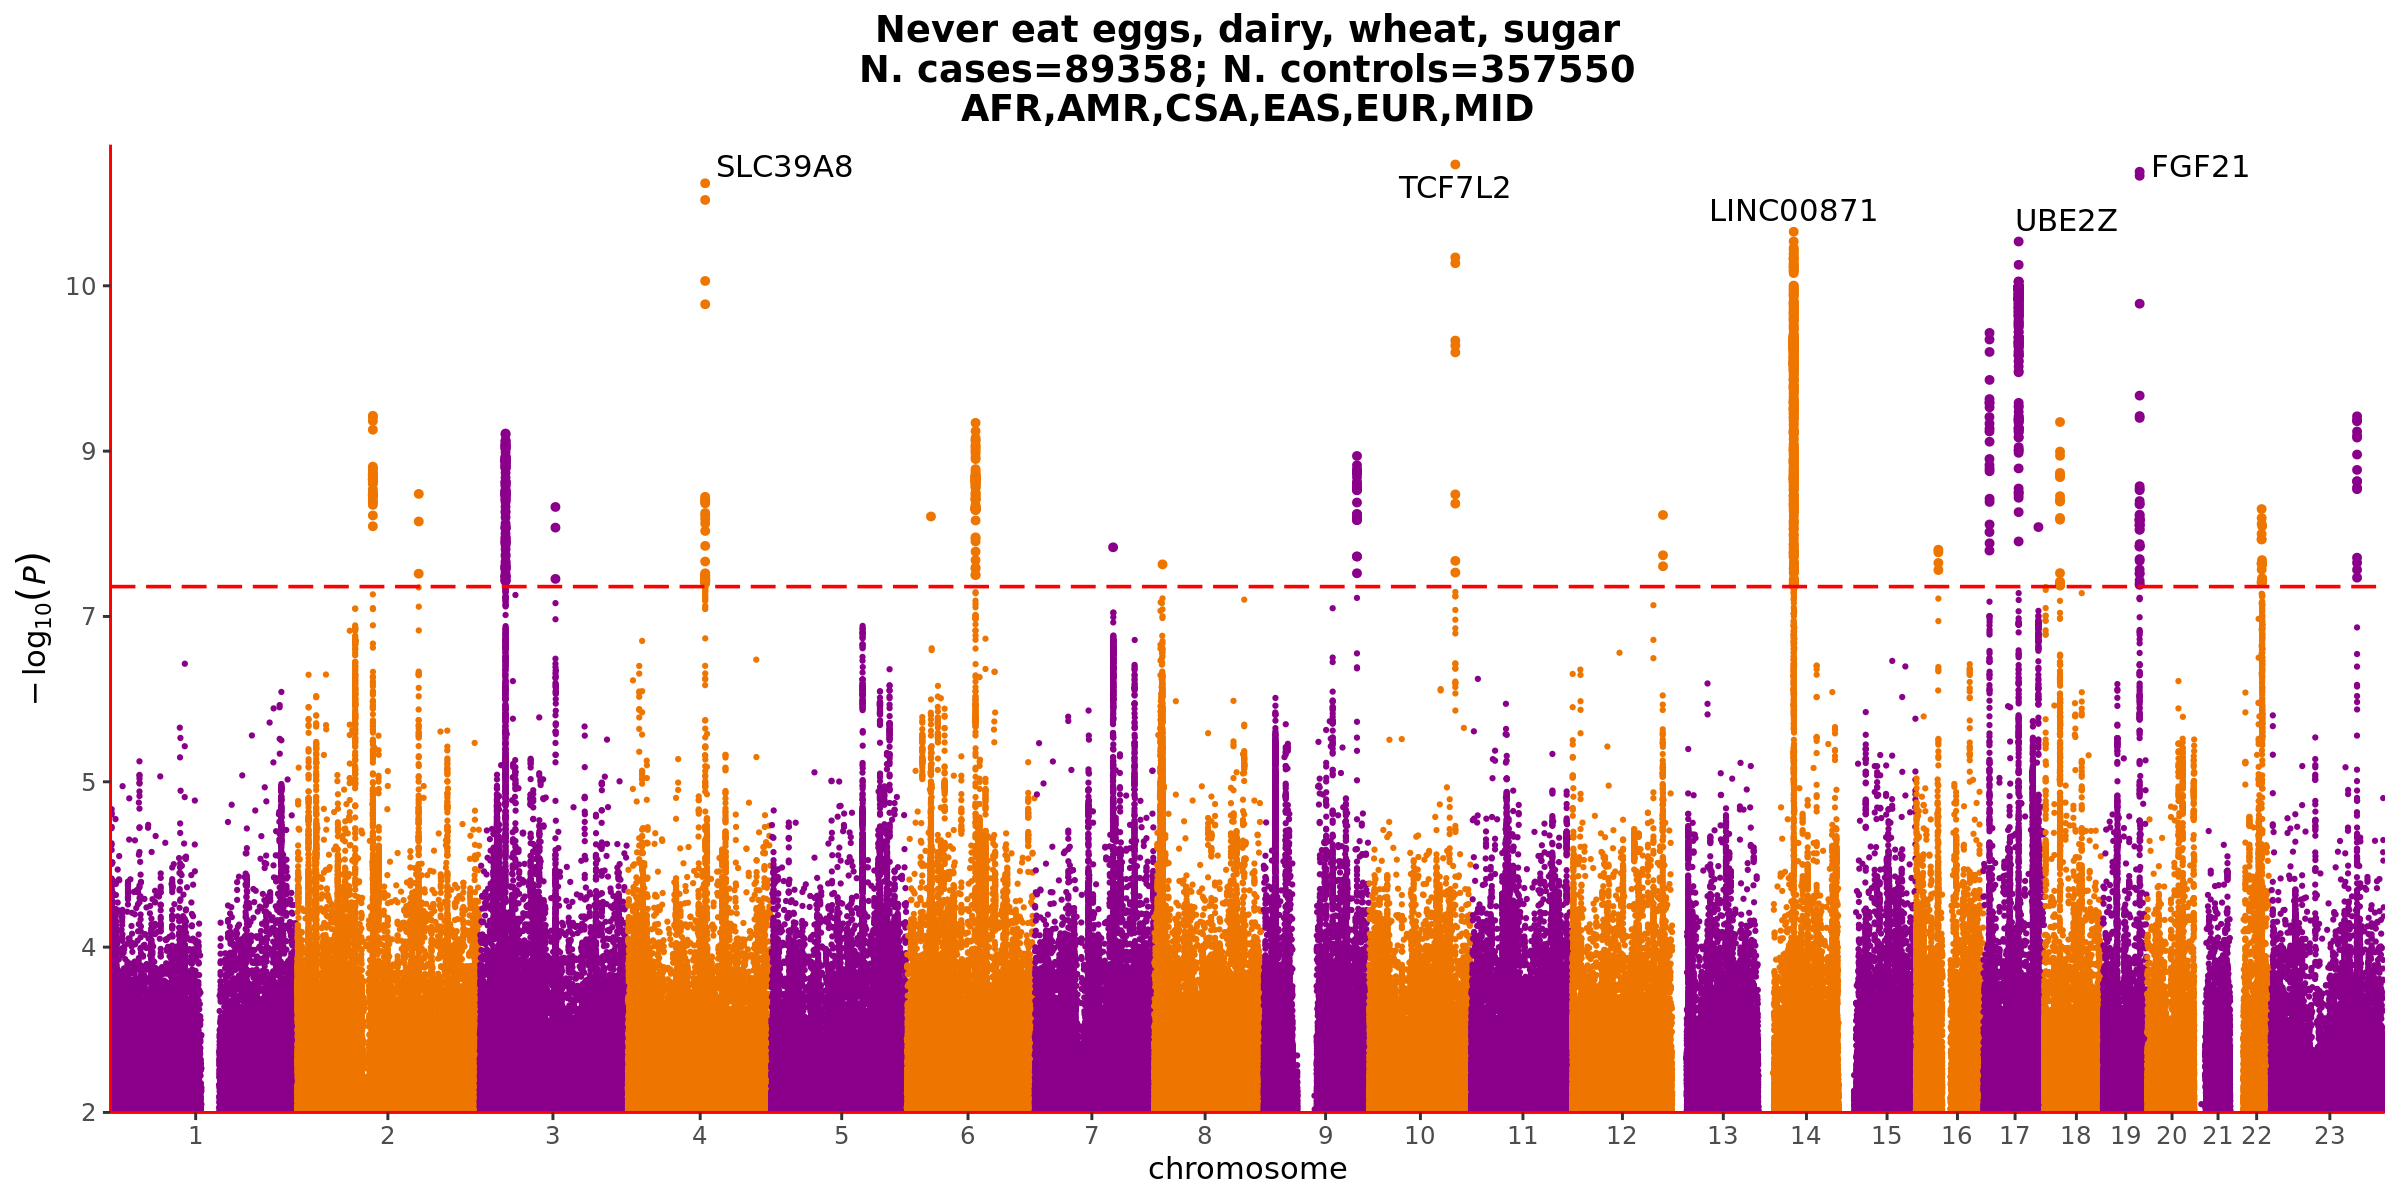 Never eat eggs, dairy, wheat, sugar
N. cases=89358; N. controls=357550
AFR,AMR,CSA,EAS,EUR,MID
SLC39A8
TCF7L2
FGF21
LINC00871
UBE2Z
10
9
7
5
4
2
−log10(P)
1 2 3 4 5 6 7 8 9 10 11 12 13 14 15 16 17 18 19 20 21 22 23
chromosome